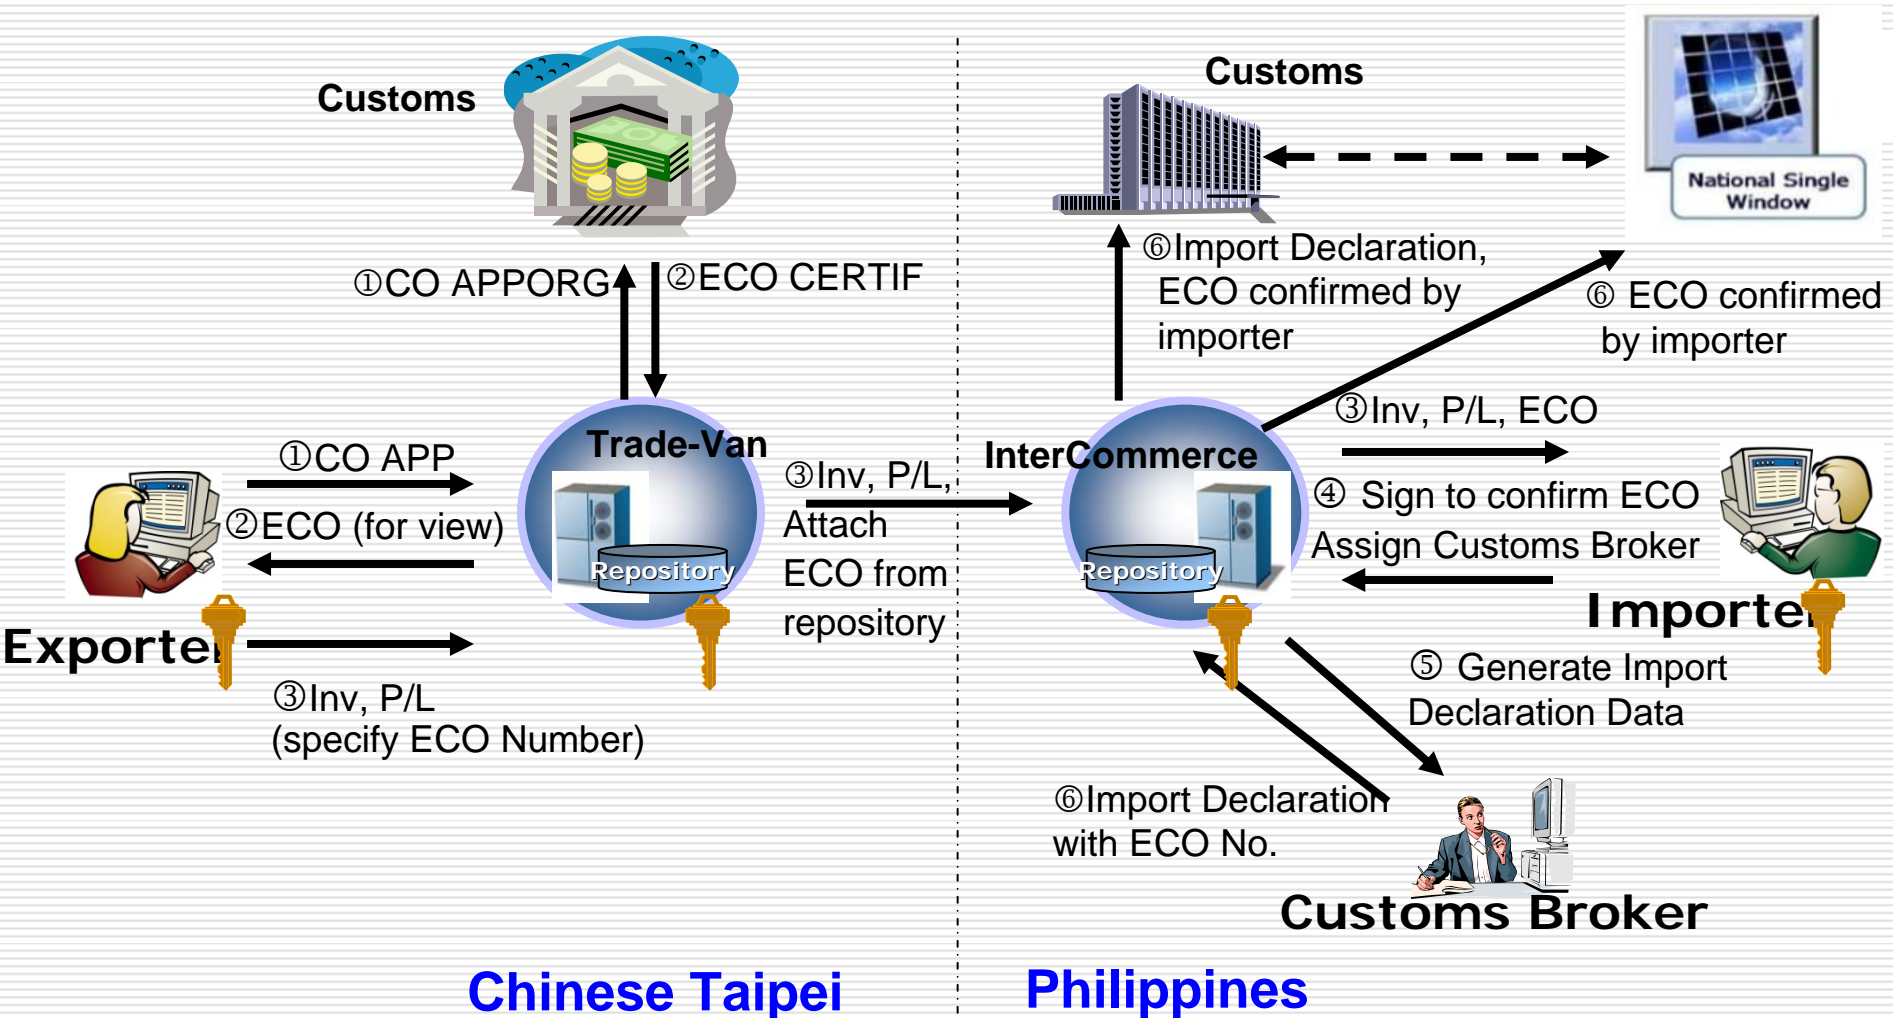 Customs
①CO APPORG
②ECO CERTIF
Trade-Van
Repository
①CO APP
②ECO (for view)
Exporter
③Inv, P/L
(specify ECO Number)
③Inv, P/L,
Attach
ECO from
repository
Chinese Taipei
Customs
National Single
Window
⑥Import Declaration,
ECO confirmed by
importer
⑥ ECO confirmed
by importer
InterCommerce
Repository
③Inv, P/L, ECO
④ Sign to confirm ECO
Assign Customs Broker
Importer
⑤ Generate Import
Declaration Data
⑥Import Declaration
with ECO No.
Customs Broker
Philippines